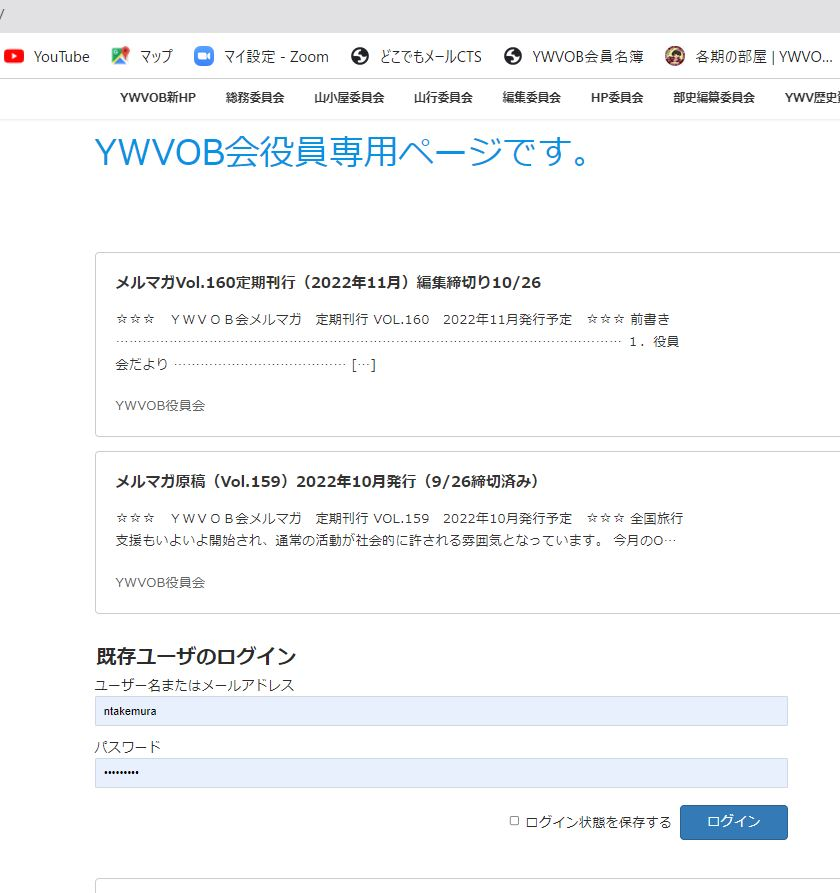 /
YouTube マップ マイ設定 - Zoom どこでもメールCTS YWVOB会員名簿 各期の部屋 | YWVO...
YWVOB新HP 総務委員会 山小屋委員会 山行委員会 編集委員会 HP委員会 部史編纂委員会 YWV歴史
YWVOB会役員専用ページです。
メルマガVol.160定期刊行（2022年11月）編集締切り10/26
☆☆☆　ＹＷＶＯＢ会メルマガ　定期刊行 VOL.160　2022年11月発行予定　☆☆☆ 前書き
…………………………………………………………………………………………………… １．役員
会だより ………………………………… […]
YWVOB役員会
メルマガ原稿（Vol.159）2022年10月発行（9/26締切済み）
☆☆☆　ＹＷＶＯＢ会メルマガ　定期刊行 VOL.159　2022年10月発行予定　☆☆☆ 全国旅行
支援もいよいよ開始され、通常の活動が社会的に許される雰囲気となっています。 今月のO…
YWVOB役員会
既存ユーザのログイン
ユーザー名またはメールアドレス
ntakemura
パスワード
•••••••••
ログイン状態を保存する ログイン